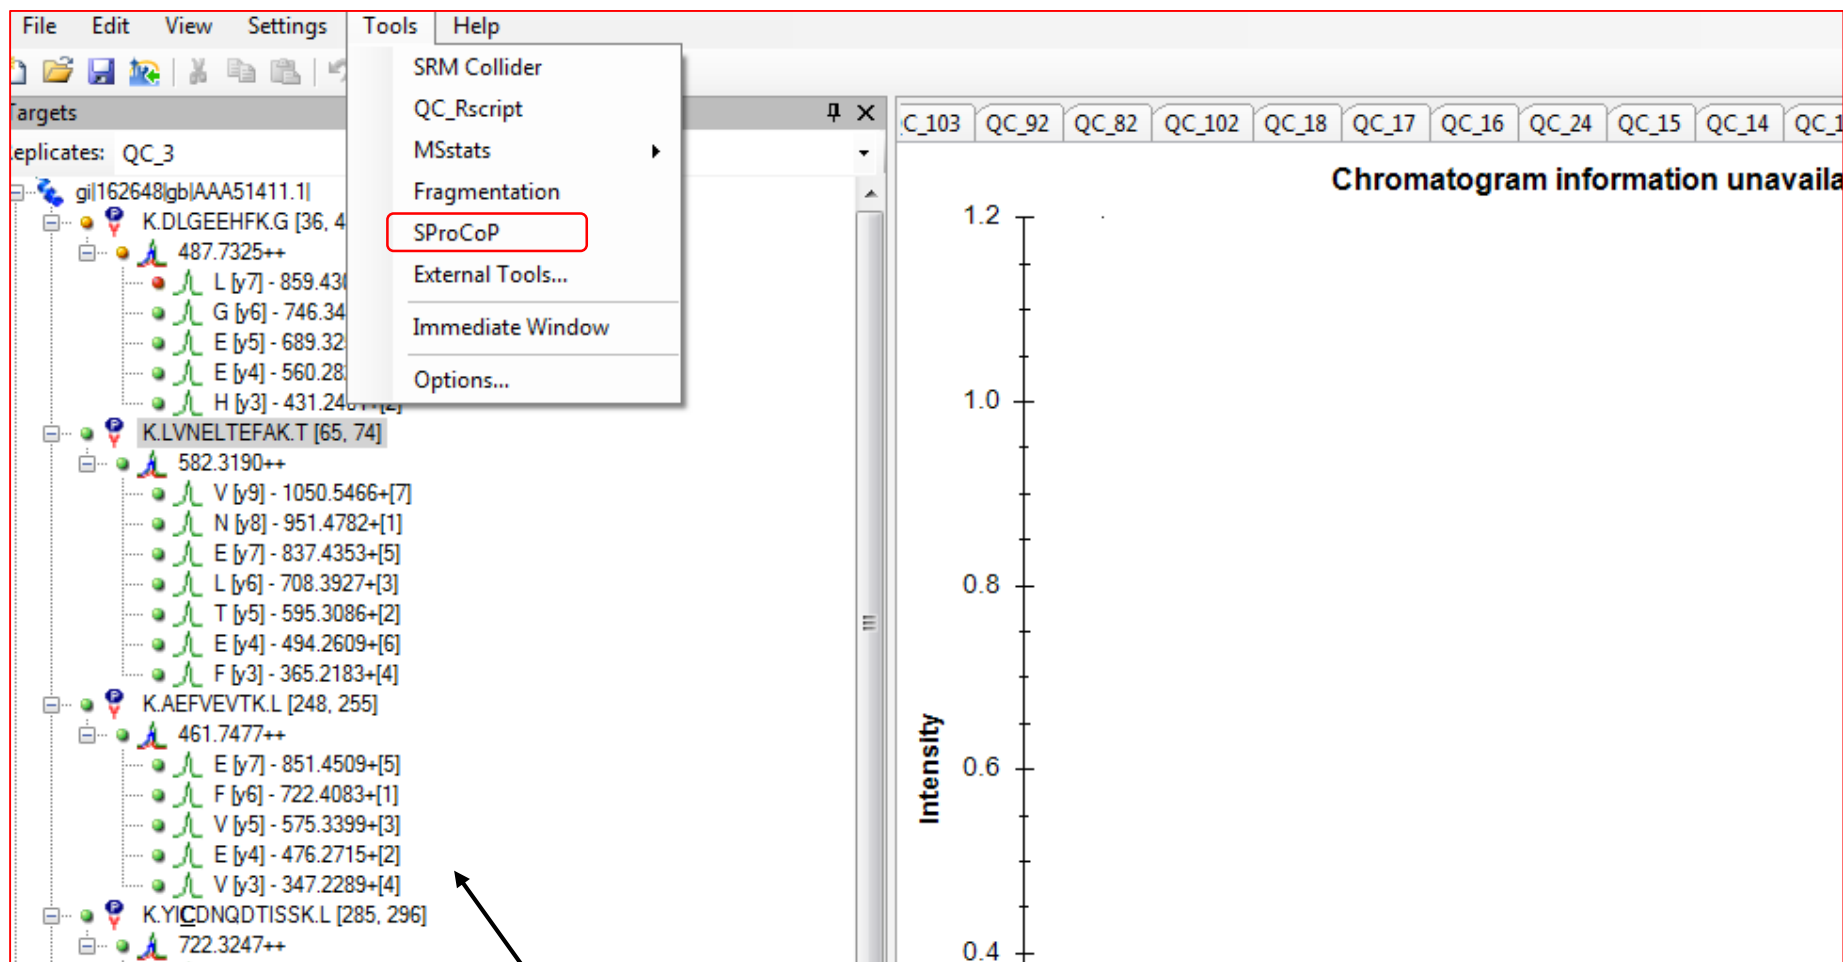 File Edit View Settings Tools Help
SRM Collider
QC_Rscript
MSstats
Fragmentation
SProCoP
External Tools...
Immediate Window
Options...
Targets
Replicates: QC_3
gi|162648|gb|AAA51411.1|
K.DLGEEHFK.G [36, 4
487.7325++
L [y7] - 859.430
G [y6] - 746.34
E [y5] - 689.32
E [y4] - 560.28
H [y3] - 431.2401+[2]
K.LVNELTEFAK.T [65, 74]
582.3190++
V [y9] - 1050.5466+[7]
N [y8] - 951.4782+[1]
E [y7] - 837.4353+[5]
L [y6] - 708.3927+[3]
T [y5] - 595.3086+[2]
E [y4] - 494.2609+[6]
F [y3] - 365.2183+[4]
K.AEFVEVTK.L [248, 255]
461.7477++
E [y7] - 851.4509+[5]
F [y6] - 722.4083+[1]
V [y5] - 575.3399+[3]
E [y4] - 476.2715+[2]
V [y3] - 347.2289+[4]
K.YICDNQDTISSK.L [285, 296]
722.3247++
C_103 QC_92 QC_82 QC_102 QC_18 QC_17 QC_16 QC_24 QC_15 QC_14 QC_1
Chromatogram information unavaila
1.2
1.0
0.8
0.6
0.4
Intensity